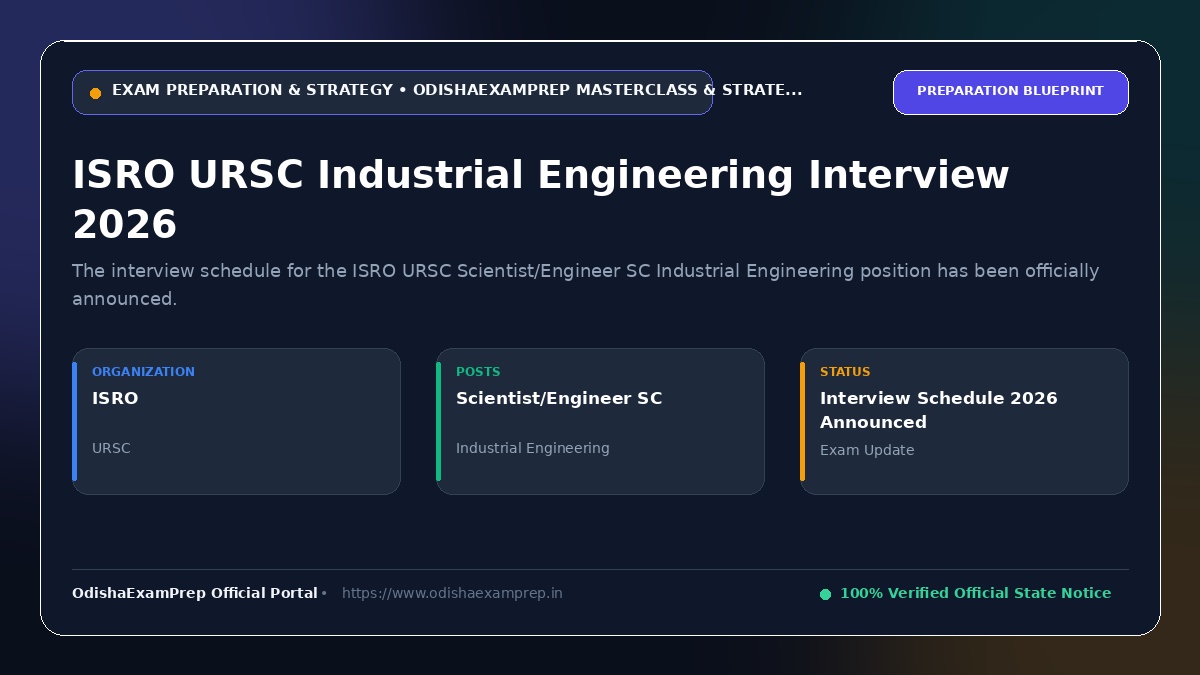 EXAM PREPARATION & STRATEGY • ODISHAEXAMPREP MASTERCLASS & STRATE...
PREPARATION BLUEPRINT
ISRO URSC Industrial Engineering Interview
2026
The interview schedule for the ISRO URSC Scientist/Engineer SC Industrial Engineering position has been officially
announced.
ORGANIZATION
ISRO
URSC
POSTS
Scientist/Engineer SC
Industrial Engineering
STATUS
Interview Schedule 2026
Announced
Exam Update
OdishaExamPrep Official Portal • https://www.odishaexamprep.in
100% Verified Official State Notice